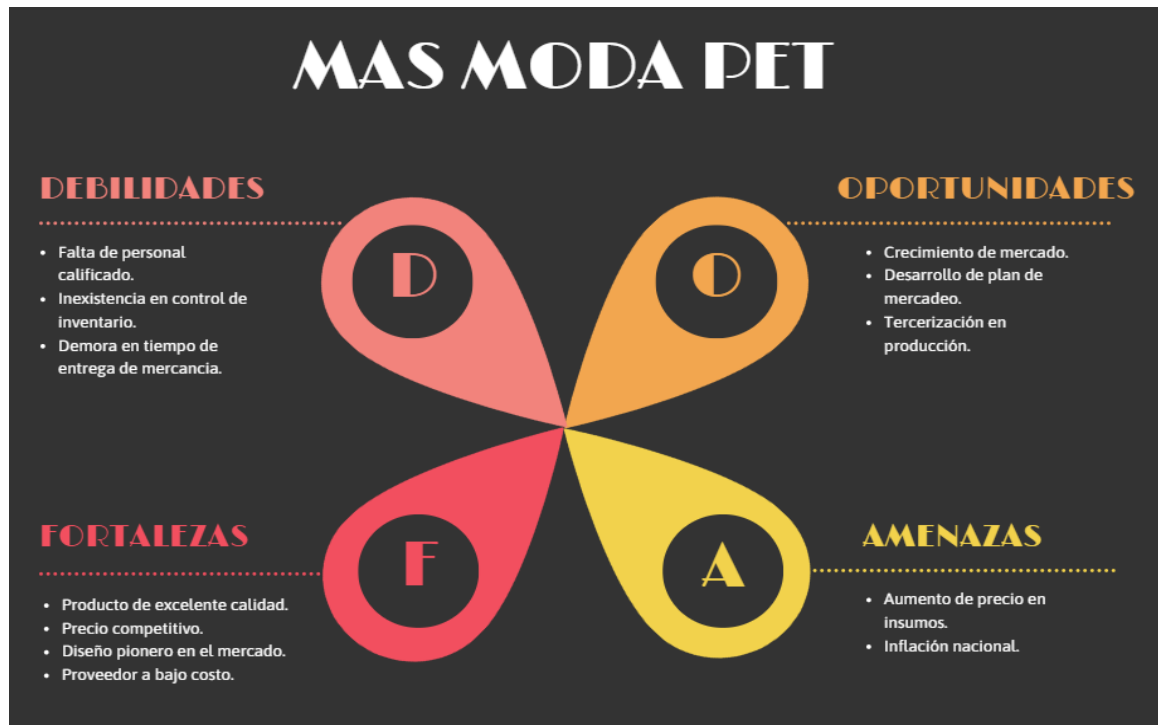 MAS MODA PET
DEBILIDADES
• Falta de personal
calificado.
• Inexistencia en control de
inventario.
• Demora en tiempo de
entrega de mercancia.
D
O
OPORTUNIDADES
• Crecimiento de mercado.
• Desarrollo de plan de
mercadeo.
• Tercerización en
producción.
FORTALEZAS
• Producto de excelente calidad.
• Precio competitivo.
• Diseño pionero en el mercado.
• Proveedor a bajo costo.
F
A
AMENAZAS
• Aumento de precio en
insumos.
• Inflación nacional.